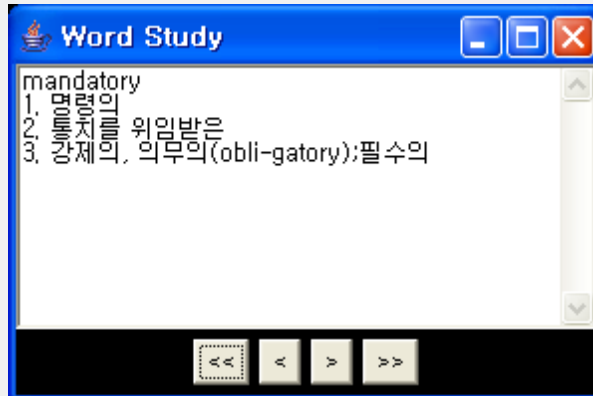 Word Study
mandatory
1. 명령의
2. 통치를 위임받은
3. 강제의, 의무의(obli-gatory);필수의
<< < > >>